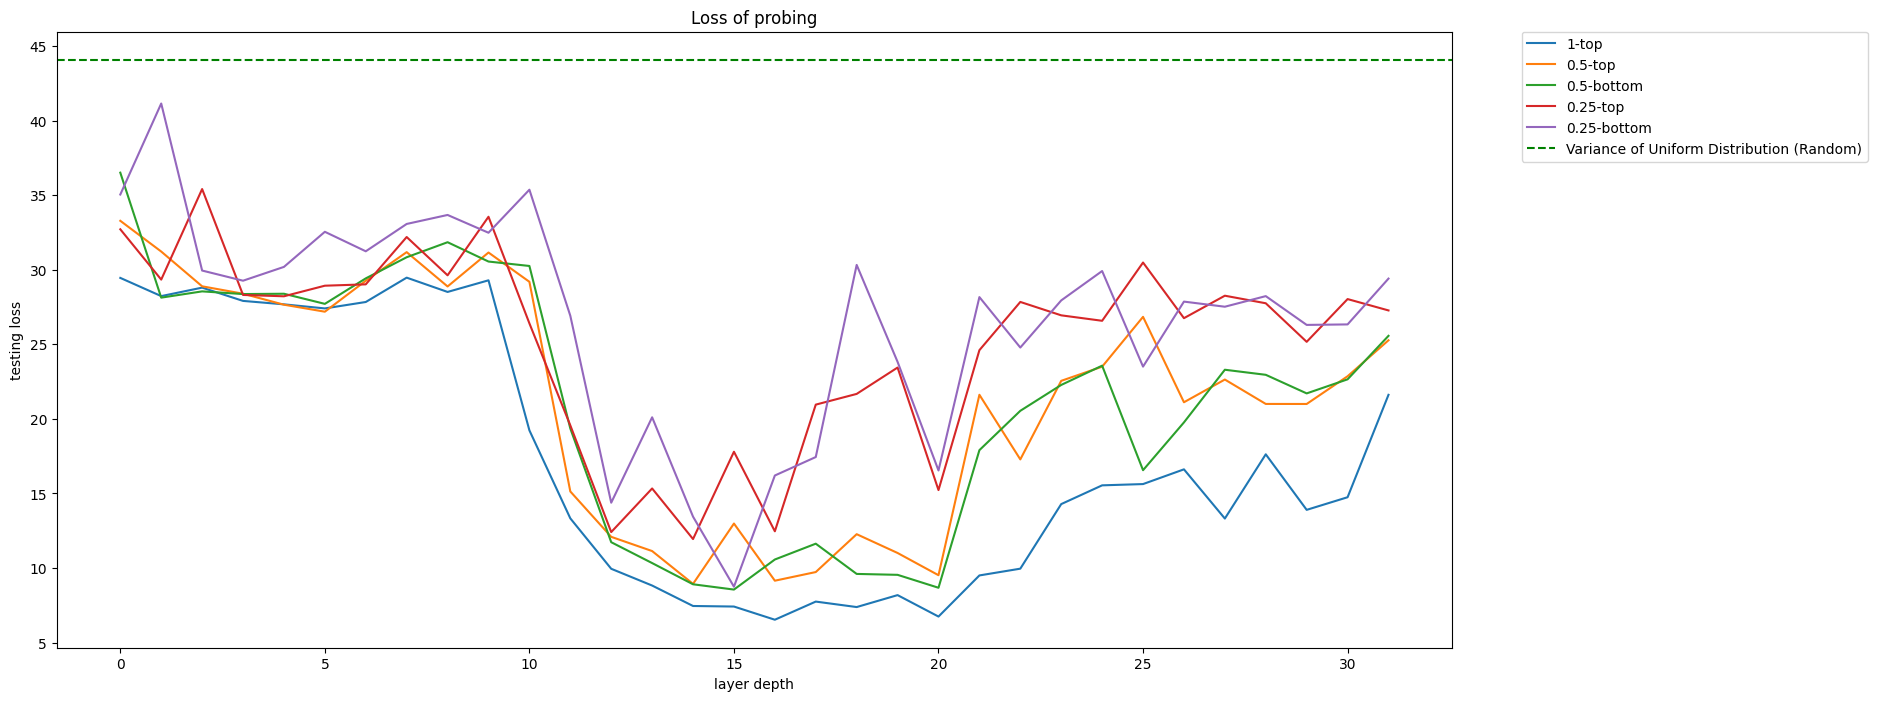 Loss of probing
45
40
35
30
25
20
15
10
5
testing loss
0 5 10 15 20 25 30
layer depth
1-top
0.5-top
0.5-bottom
0.25-top
0.25-bottom
Variance of Uniform Distribution (Random)